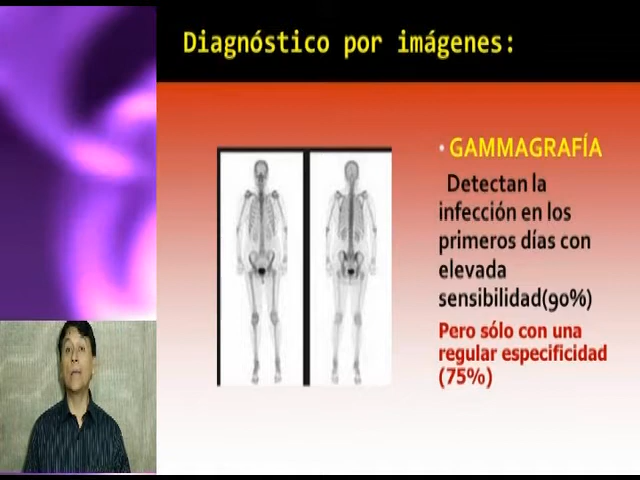 Diagnóstico por imágenes:
• GAMMAGRAFÍA
Detectan la
infección en los
primeros días con
elevada
sensibilidad(90%)
Pero sólo con una
regular especificidad
(75%)